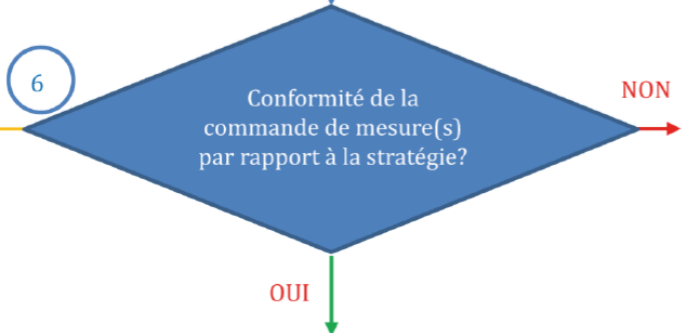 6
Conformité de la
commande de mesure(s)
par rapport à la stratégie?
NON
OUI